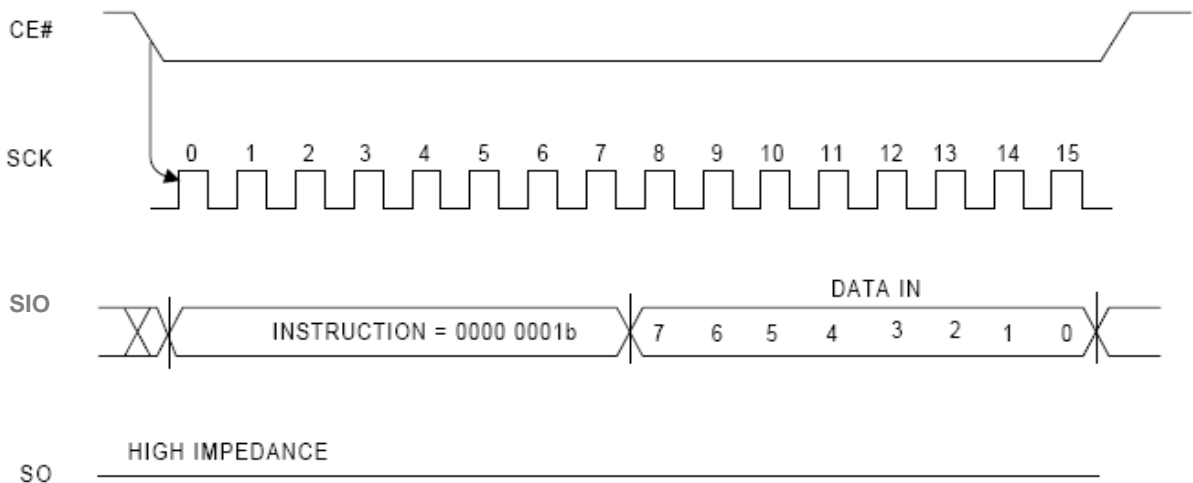 CE#
SCK
0 1 2 3 4 5 6 7 8 9 10 11 12 13 14 15
SIO
DATA IN
INSTRUCTION = 0000 0001b
7 6 5 4 3 2 1 0
HIGH IMPEDANCE
SO